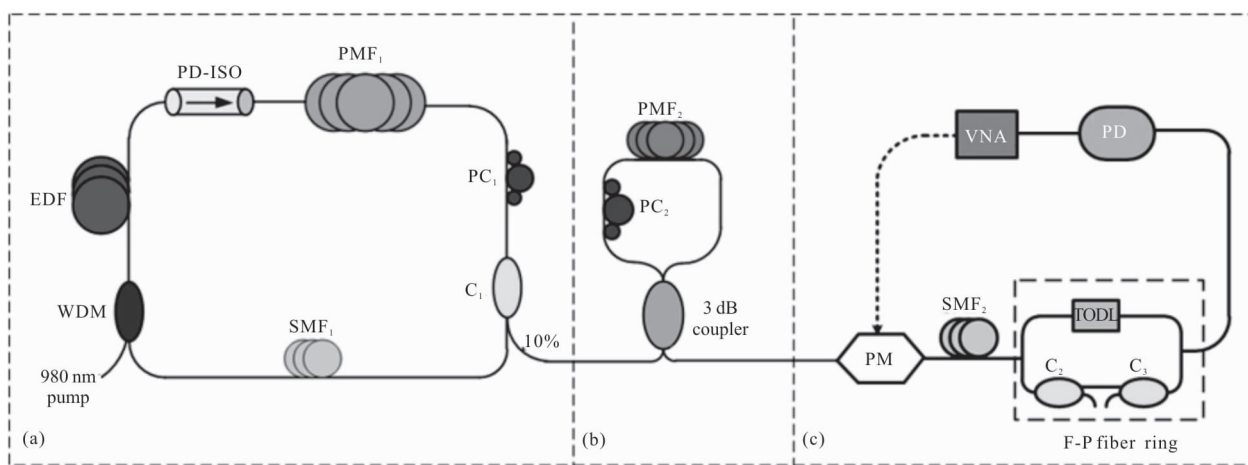 PD-ISO
PMF₁
EDF
PC₁
WDM
C₁
SMF₁
10%
980 nm
pump
(a)
PMF₂
PC₂
3 dB
coupler
(b)
VNA
PD
SMF₂
TODL
PM
C₂
C₃
(c)
F-P fiber ring